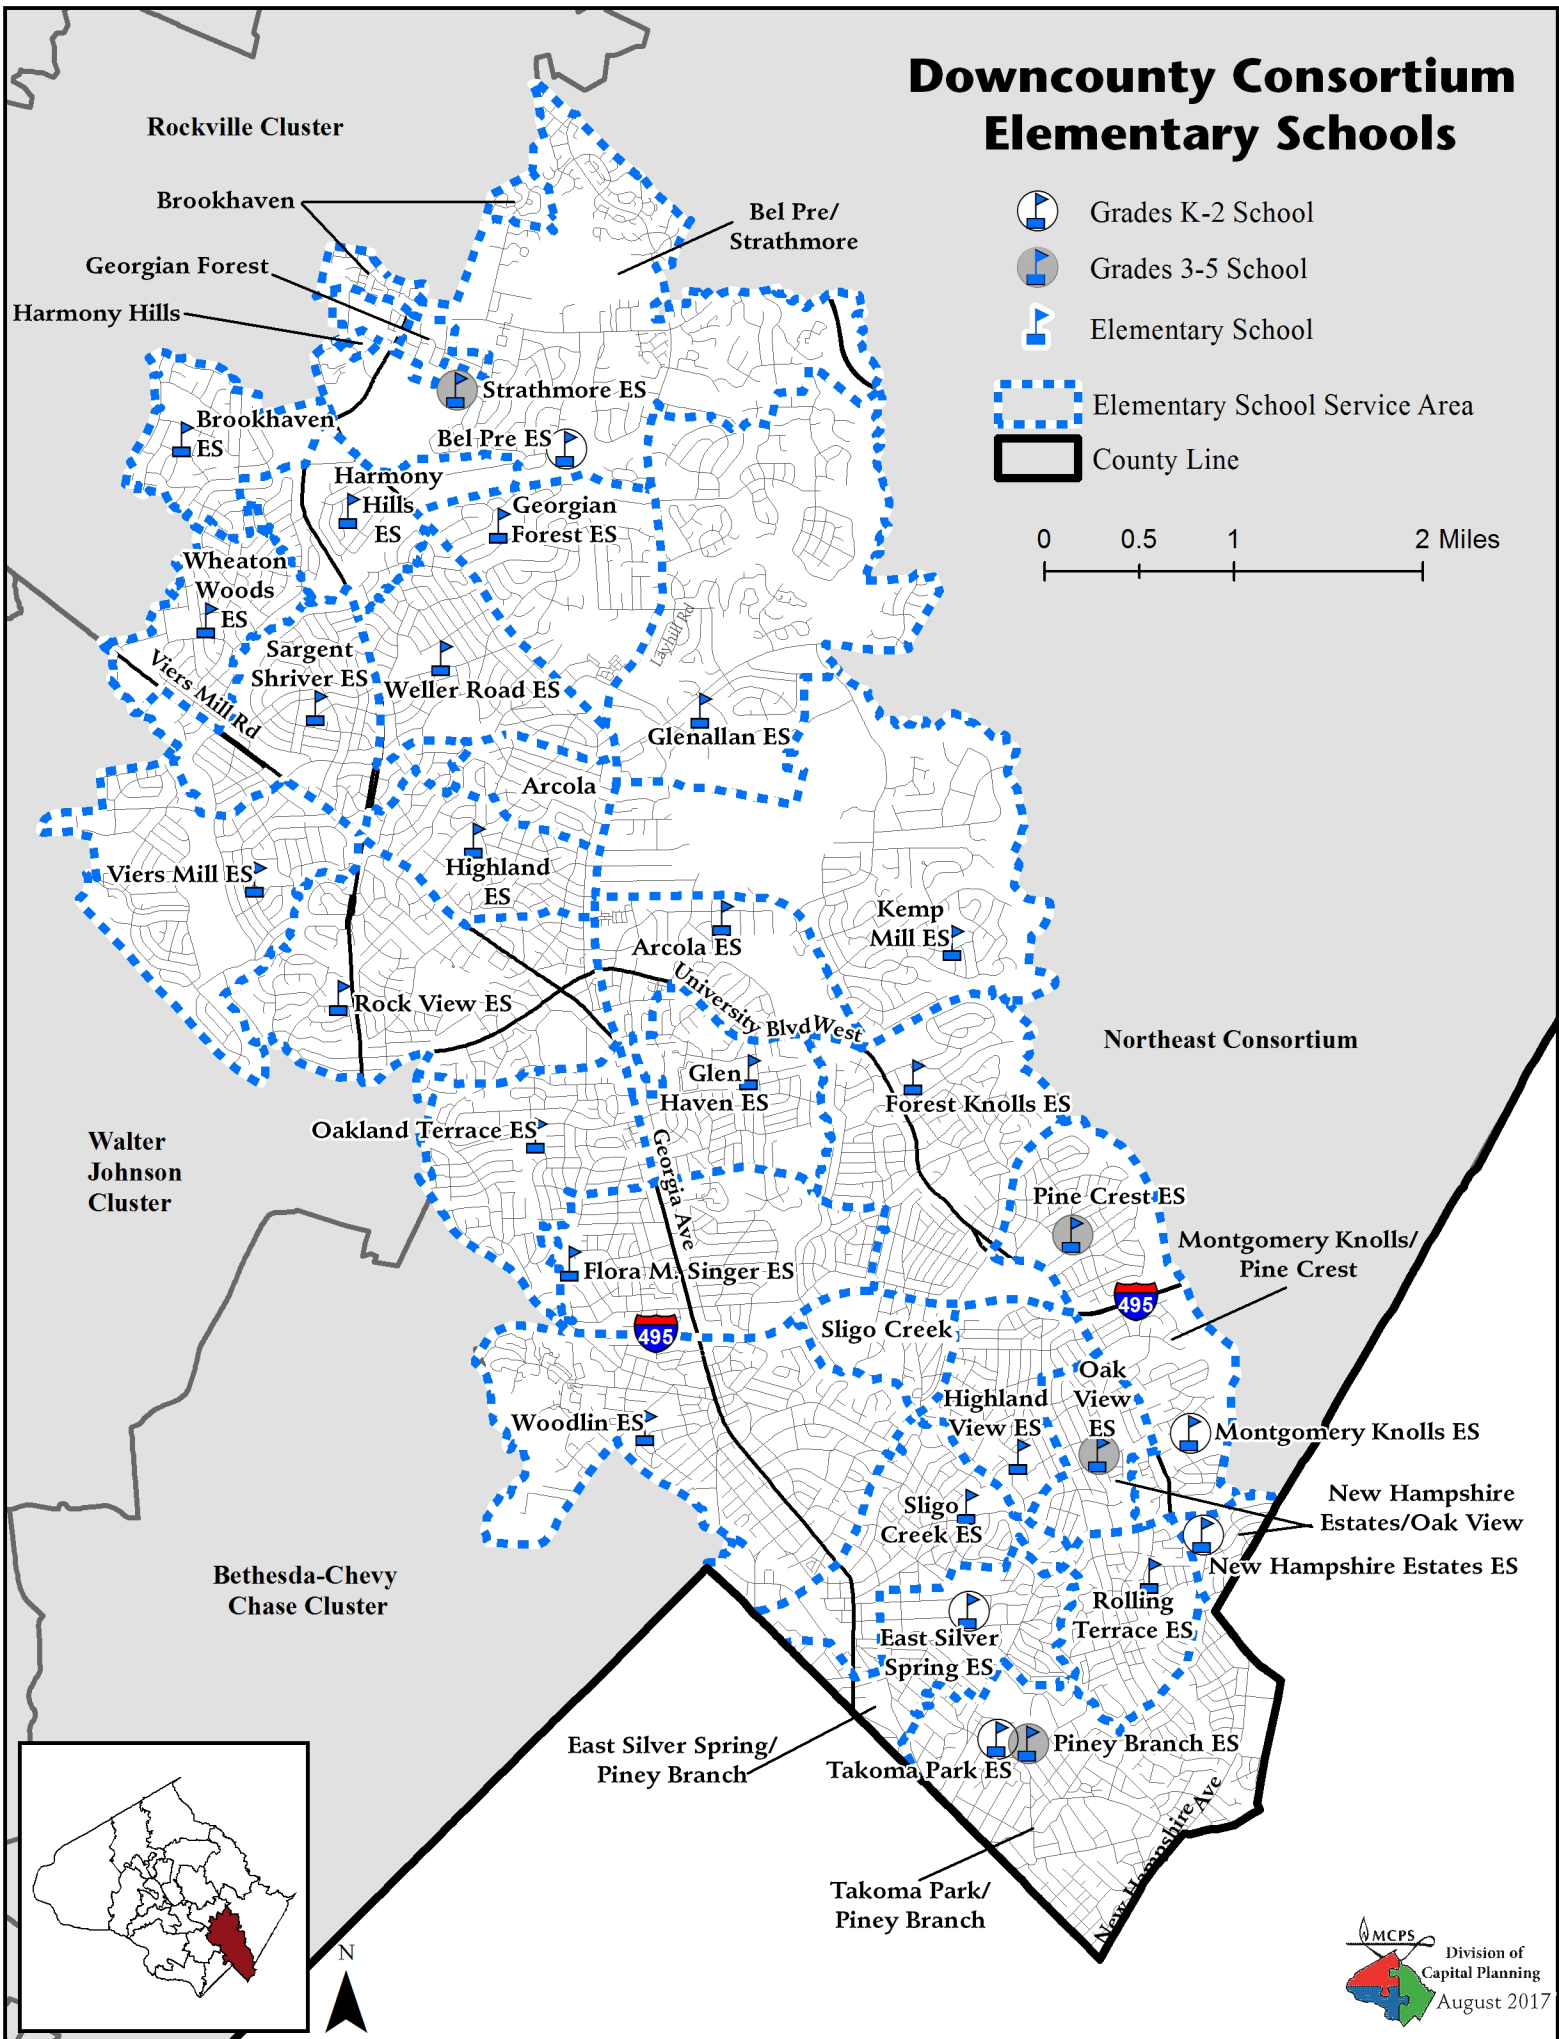 Downcounty Consortium
Elementary Schools
Rockville Cluster
Brookhaven
Bel Pre/
Strathmore
Grades K-2 School
Georgian Forest
Grades 3-5 School
Harmony Hills
Elementary School
Strathmore ES
Elementary School Service Area
Brookhaven
ES
Bel Pre ES
County Line
Harmony
Hills
ES
Georgian
Forest ES
0 0.5 1 2 Miles
Wheaton
Woods
ES
Layhill Rd
Sargent
Shriver ES
Viers Mill Rd
Weller Road ES
Glenallan ES
Arcola
Viers Mill ES
Highland
ES
Kemp
Mill ES
Arcola ES
University Blvd West
Rock View ES
Northeast Consortium
Glen
Haven ES
Forest Knolls ES
Oakland Terrace ES
Georgia Ave
Walter
Johnson
Cluster
Pine Crest ES
Montgomery Knolls/
Pine Crest
Flora M. Singer ES
495
495
Sligo Creek
Oak
View
ES
Highland
View ES
Woodlin ES
Montgomery Knolls ES
Sligo
Creek ES
New Hampshire
Estates/Oak View
New Hampshire Estates ES
Bethesda-Chevy
Chase Cluster
Rolling
Terrace ES
East Silver
Spring ES
East Silver Spring/
Piney Branch
Piney Branch ES
Takoma Park ES
New Hampshire Ave
Takoma Park/
Piney Branch
N
MCPS
Division of
Capital Planning
August 2017